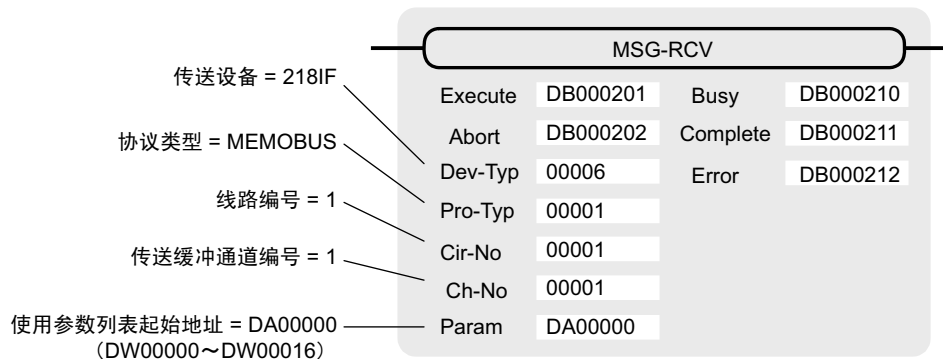 MSG-RCV
传送设备 = 218IF
Execute DB000201 Busy DB000210
协议类型 = MEMOBUS
Abort DB000202 Complete DB000211
Dev-Typ 00006 Error DB000212
线路编号 = 1
Pro-Typ 00001
传送缓冲通道编号 = 1
Cir-No 00001
Ch-No 00001
使用参数列表起始地址 = DA00000
Param DA00000
（DW00000～DW00016）